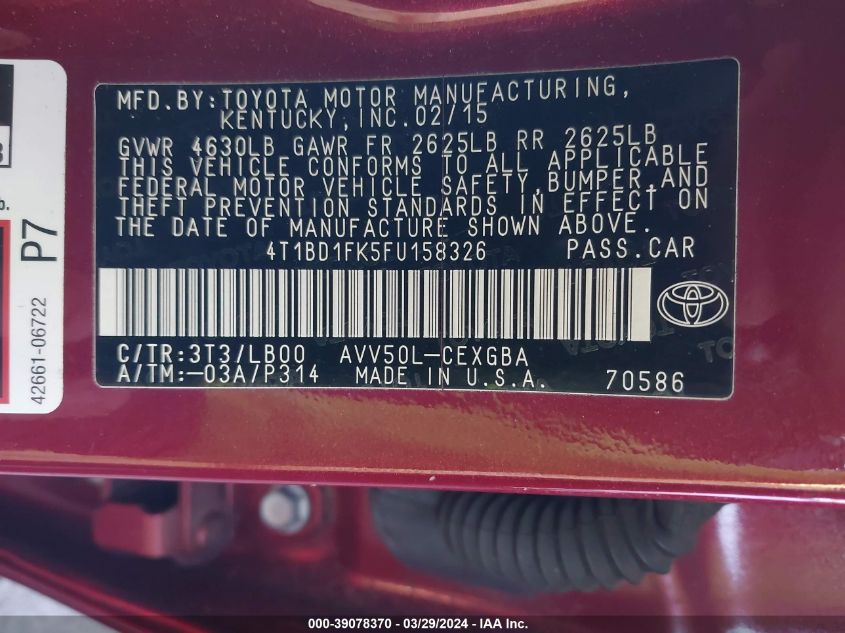 MFD. BY: TOYOTA MOTOR MANUFACTURING,
KENTUCKY, INC. 02/15
GVWR 4630LB GAWR FR 2625LB RR 2625LB
THIS VEHICLE CONFORMS TO ALL APPLICABLE
FEDERAL MOTOR VEHICLE SAFETY, BUMPER, AND
THEFT PREVENTION STANDARDS IN EFFECT ON
THE DATE OF MANUFACTURE SHOWN ABOVE.
4T1BD1FK5FU158326 PASS. CAR
C/TR: 3T3/LB00 AVV50L-CEXGBA
A/TM: -03A/P314 MADE IN U.S.A. 70586
P7
42661-06722
000-39078370 - 03/29/2024 - IAA Inc.